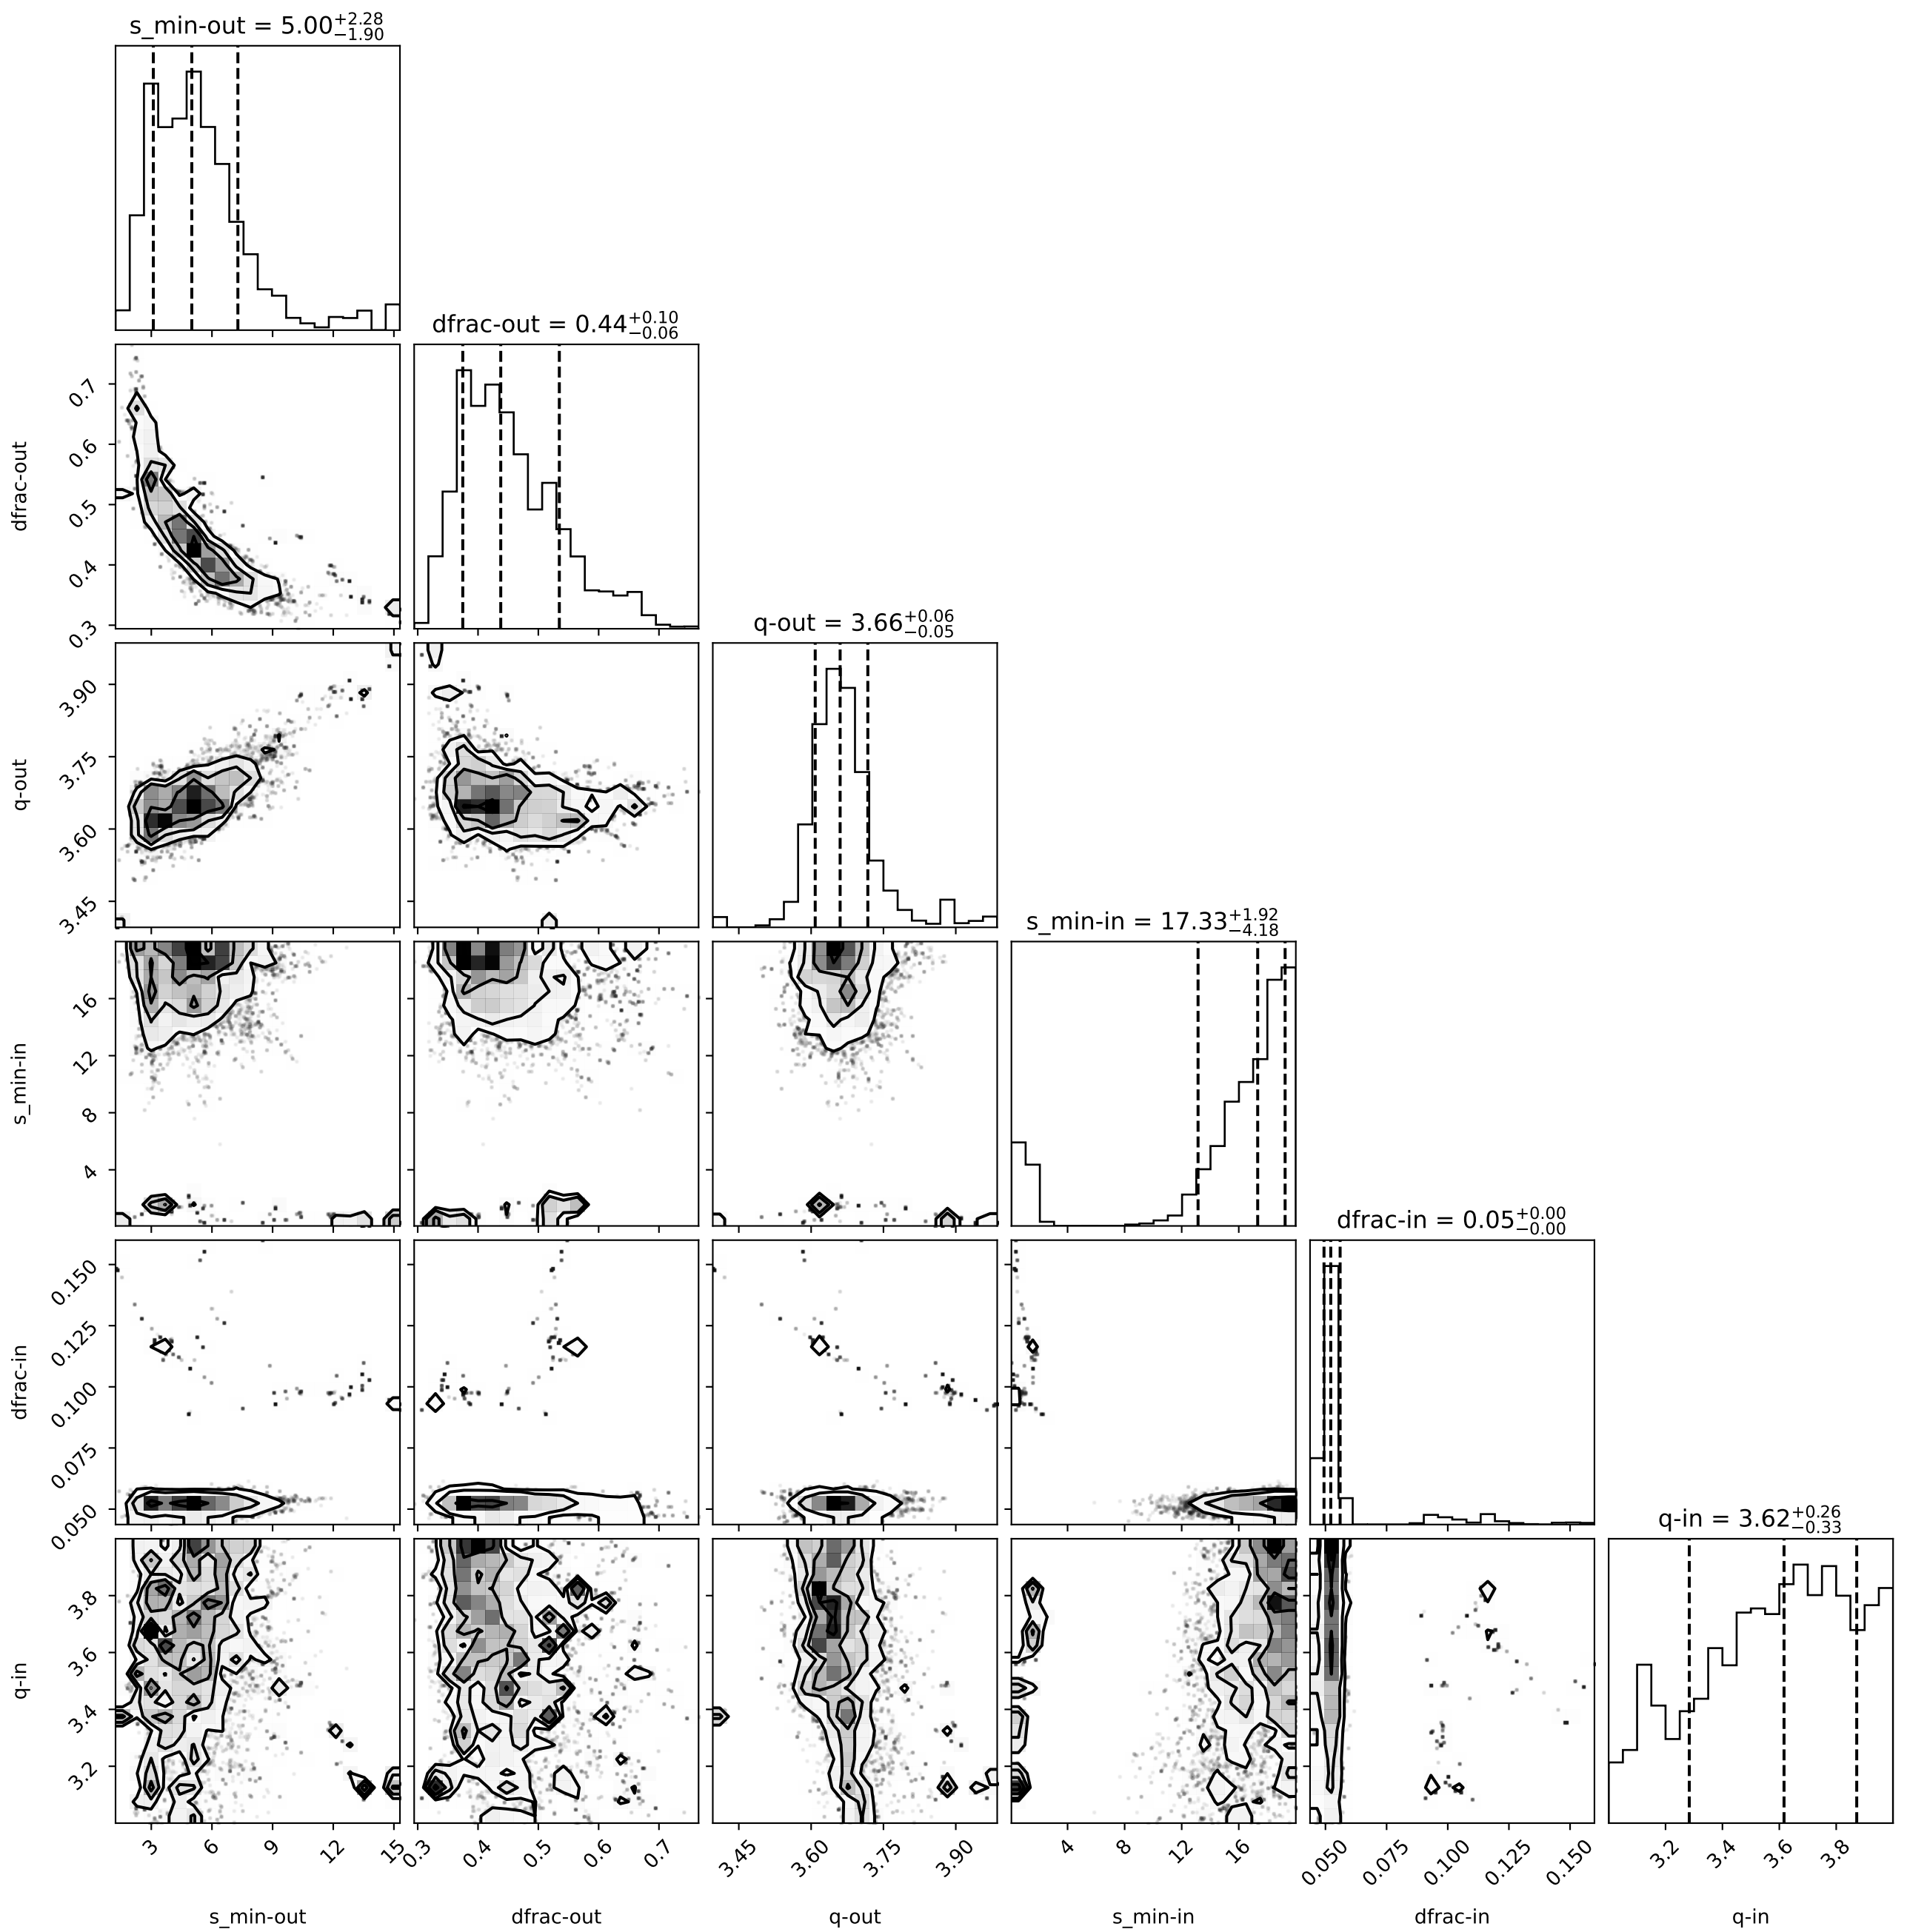 s_min-out = 5.00+2.28−1.90
dfrac-out = 0.44+0.10−0.06
0.7
0.6
0.5
0.4
0.3
dfrac-out
q-out = 3.66+0.06−0.05
3.90
3.75
3.60
3.45
q-out
s_min-in = 17.33+1.92−4.18
16
12
8
4
s_min-in
dfrac-in = 0.05+0.00−0.00
0.150
0.125
0.100
0.075
0.050
dfrac-in
q-in = 3.62+0.26−0.33
3.8
3.6
3.4
3.2
q-in
3 6 9 12 15 0.3 0.4 0.5 0.6 0.7 3.45 3.60 3.75 3.90 4 8 12 16 0.050 0.075 0.100 0.125 0.150 3.2 3.4 3.6 3.8
s_min-out dfrac-out q-out s_min-in dfrac-in q-in